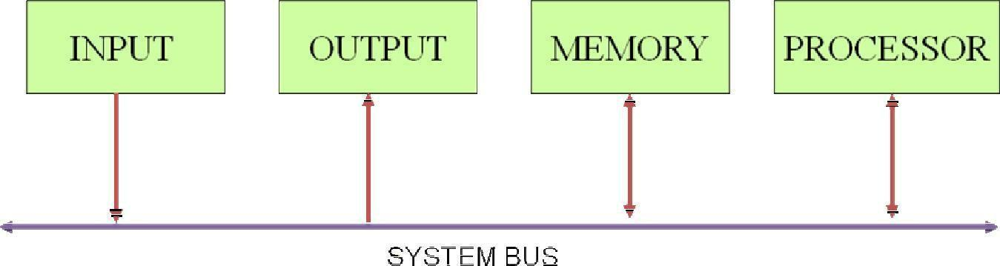 INPUT
OUTPUT
MEMORY
PROCESSOR
SYSTEM BUS